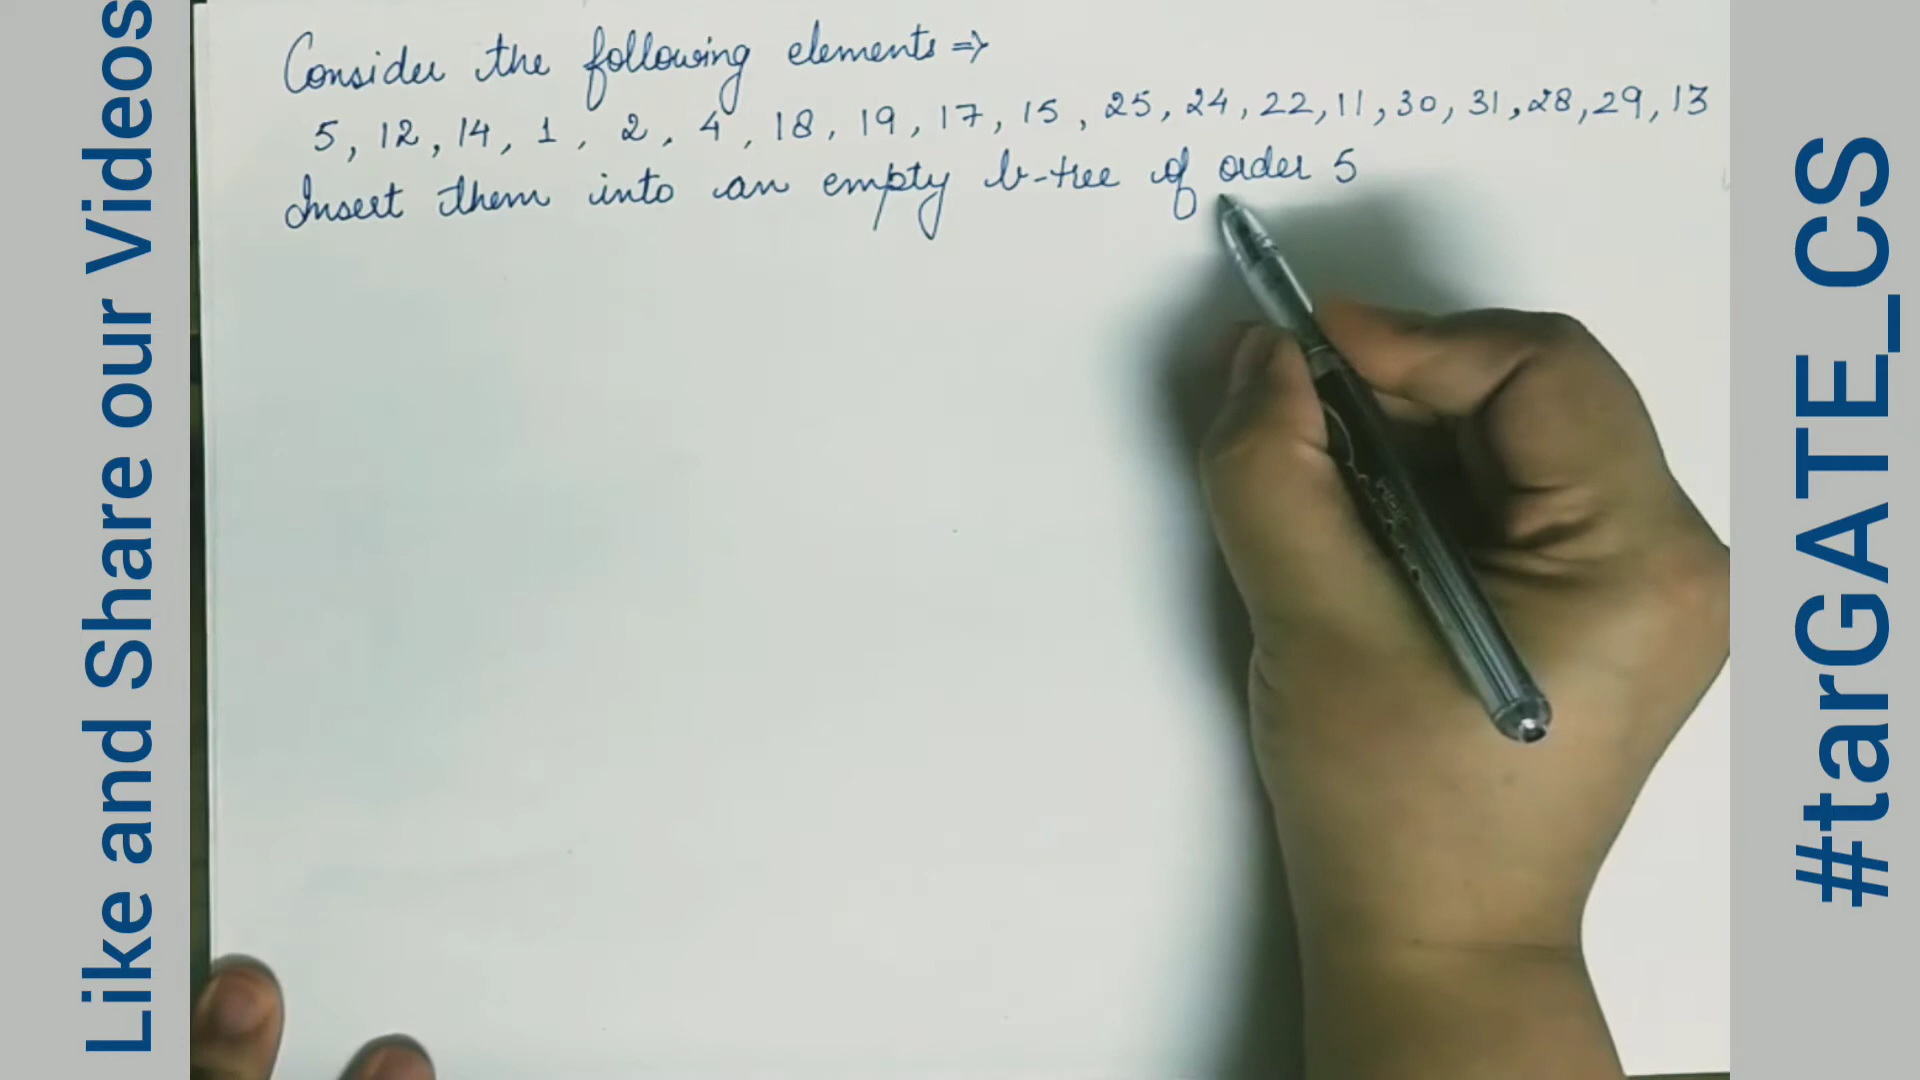 Like and Share our Videos
Consider the following elements ⇒
5, 12, 14, 1, 2, 4, 18, 19, 17, 15, 25, 24, 22, 11, 30, 31, 28, 29, 13
Insert them into an empty b-tree of order 5
#tarGATE_CS